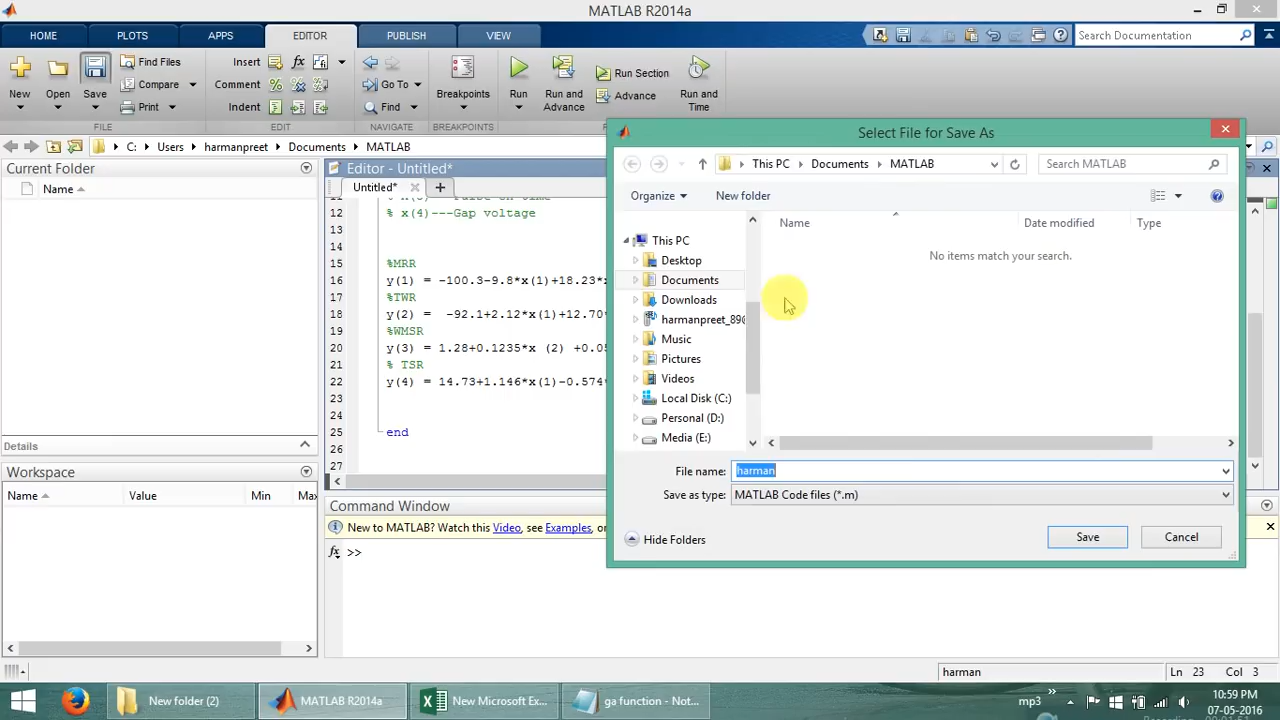 MATLAB R2014a
HOME PLOTS APPS EDITOR PUBLISH VIEW
Search Documentation
New Open Save
Find Files
Compare
Print
Insert
Comment
Indent
Go To
Find
Breakpoints
Run
Run and Advance
Run Section
Advance
Run and Time
FILE EDIT NAVIGATE BREAKPOINTS
C: Users harmanpreet Documents MATLAB
Current Folder
Name
Details
Workspace
Name Value Min Max
Editor - Untitled*
Untitled*
12 % x(4)---Gap voltage
13
14
15 %MRR
16 y(1) = -100.3-9.8*x(1)+18.23*x
17 %TWR
18 y(2) = -92.1+2.12*x(1)+12.70*
19 %WMSR
20 y(3) = 1.28+0.1235*x (2) +0.05
21 % TSR
22 y(4) = 14.73+1.146*x(1)-0.574*
23
24
25 end
26
27
Command Window
New to MATLAB? Watch this Video, see Examples, or
fx >>
Select File for Save As
This PC Documents MATLAB
Search MATLAB
Organize New folder
Name Date modified Type
No items match your search.
This PC
Desktop
Documents
Downloads
harmanpreet_89@
Music
Pictures
Videos
Local Disk (C:)
Personal (D:)
Media (E:)
File name: harman
Save as type: MATLAB Code files (*.m)
Hide Folders
Save Cancel
harman Ln 23 Col 3
New folder (2)
MATLAB R2014a
New Microsoft Ex...
ga function - Not...
mp3
10:59 PM
07-05-2016